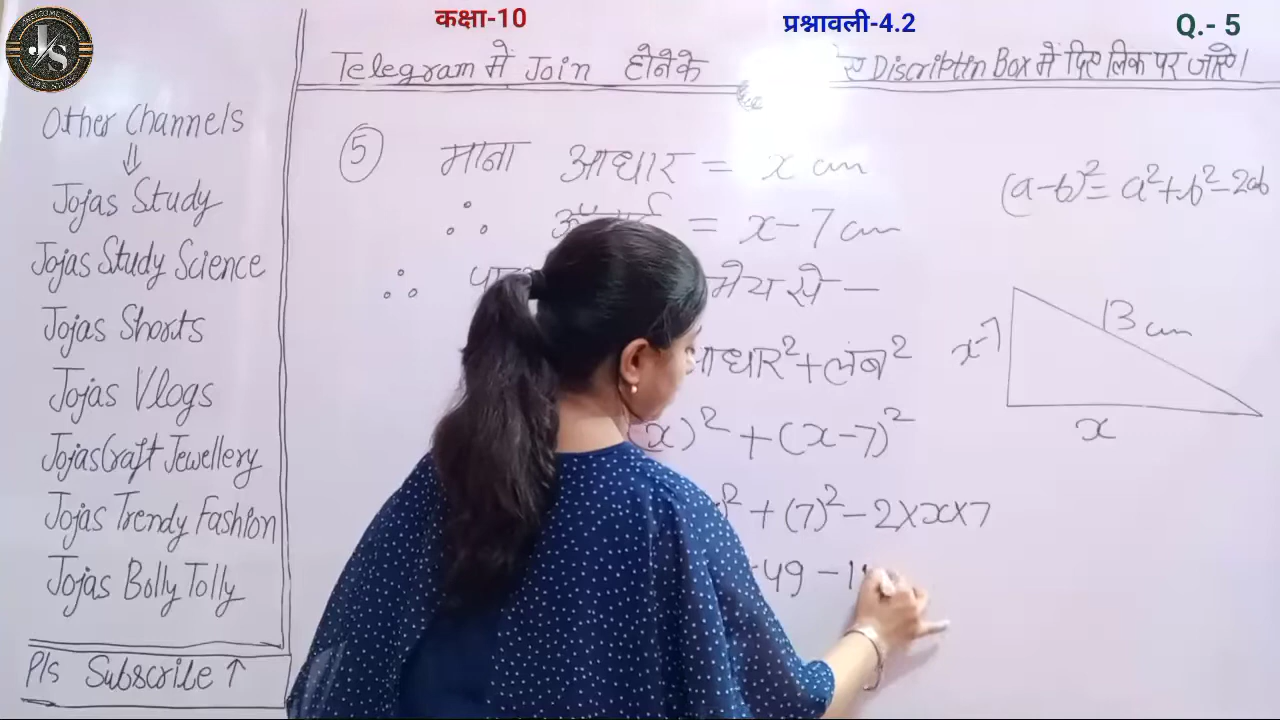 कक्षा-10
प्रश्नावली-4.2
Q.- 5
Telegram में Join होनेके
Discriptin Box में दिए लिंक पर जाये।
Other Channels
⇓
Jojas Study
Jojas Study Science
Jojas Shorts
Jojas Vlogs
JojasCraft Jewellery
Jojas Trendy Fashion
Jojas Bolly Tolly
Pls Subscribe ↑
⑤ माना आधार = x cm
∴ = x-7 cm
∴ मेय से —
आधार² + लंब²
(x)² + (x-7)²
² + (7)² - 2×x×7
49 - 1
(a-b)² = a² + b² - 2ab
13 cm
x-7
x